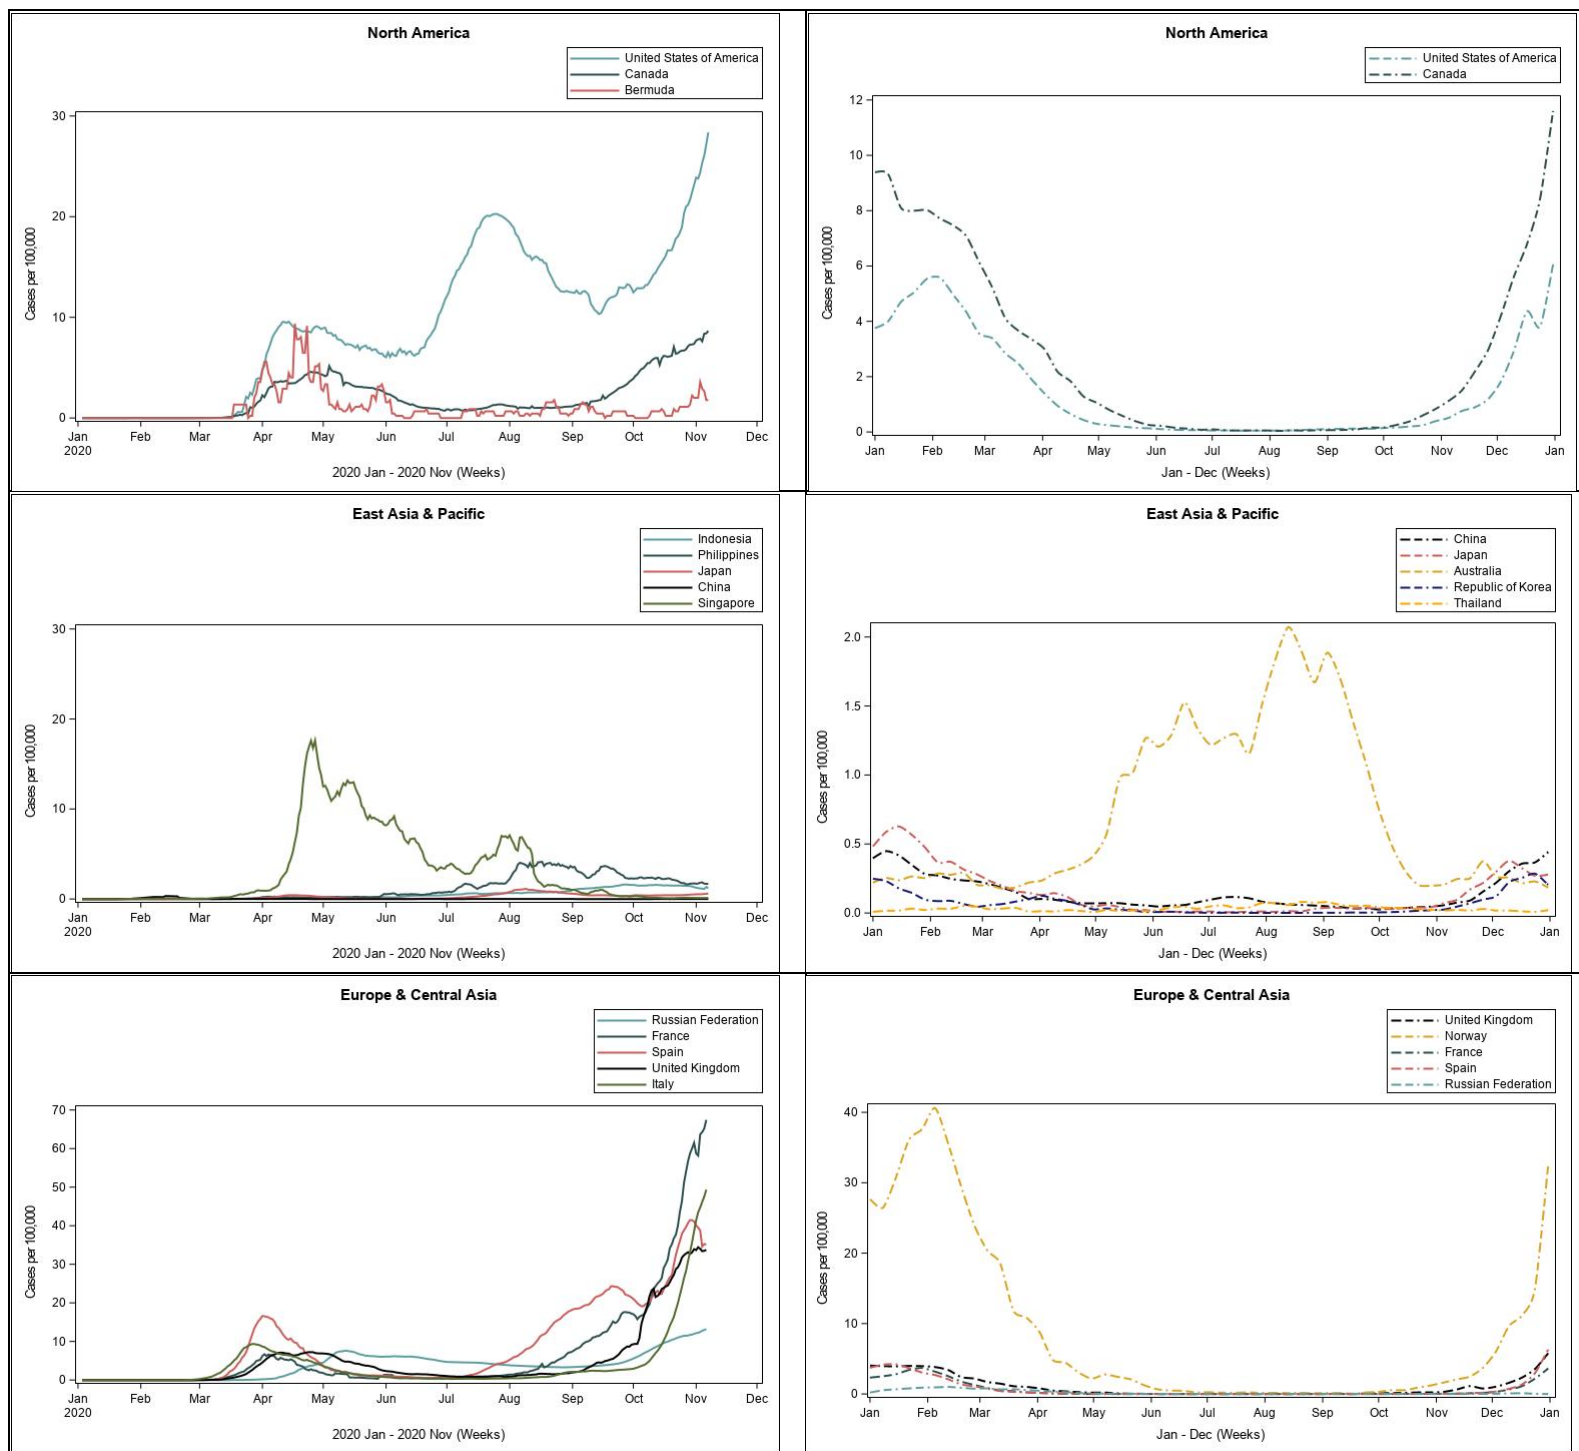 North America
United States of America
Canada
Bermuda
30
20
10
0
Cases per 100,000
Jan Feb Mar Apr May Jun Jul Aug Sep Oct Nov Dec
2020
2020 Jan - 2020 Nov (Weeks)
North America
United States of America
Canada
12
10
8
6
4
2
0
Cases per 100,000
Jan Feb Mar Apr May Jun Jul Aug Sep Oct Nov Dec Jan
Jan - Dec (Weeks)
East Asia & Pacific
Indonesia
Philippines
Japan
China
Singapore
30
20
10
0
Cases per 100,000
Jan Feb Mar Apr May Jun Jul Aug Sep Oct Nov Dec
2020
2020 Jan - 2020 Nov (Weeks)
East Asia & Pacific
China
Japan
Australia
Republic of Korea
Thailand
2.0
1.5
1.0
0.5
0.0
Cases per 100,000
Jan Feb Mar Apr May Jun Jul Aug Sep Oct Nov Dec Jan
Jan - Dec (Weeks)
Europe & Central Asia
Russian Federation
France
Spain
United Kingdom
Italy
70
60
50
40
30
20
10
0
Cases per 100,000
Jan Feb Mar Apr May Jun Jul Aug Sep Oct Nov Dec
2020
2020 Jan - 2020 Nov (Weeks)
Europe & Central Asia
United Kingdom
Norway
France
Spain
Russian Federation
40
30
20
10
0
Cases per 100,000
Jan Feb Mar Apr May Jun Jul Aug Sep Oct Nov Dec Jan
Jan - Dec (Weeks)